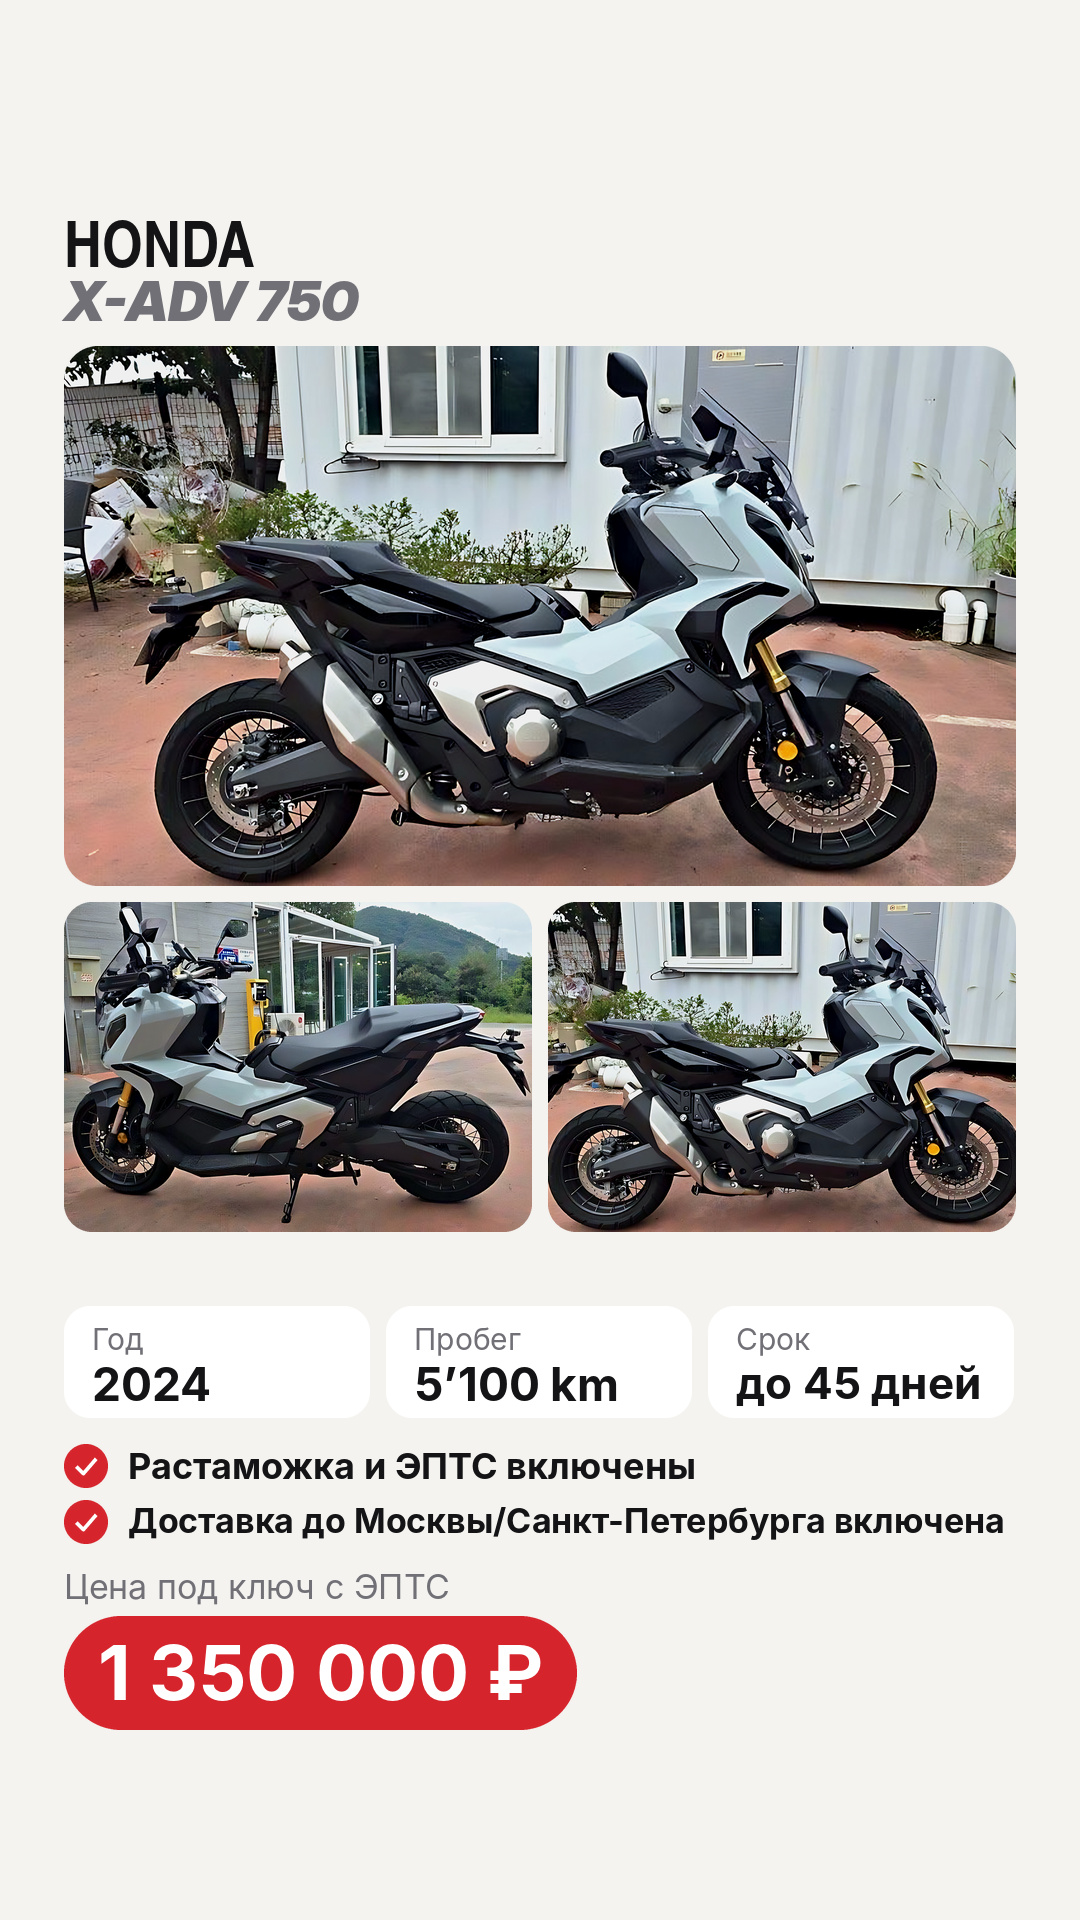 HONDA
X-ADV 750
Год
2024
Пробег
5’100 km
Срок
до 45 дней
Растаможка и ЭПТС включены
Доставка до Москвы/Санкт-Петербурга включена
Цена под ключ с ЭПТС
1 350 000 ₽